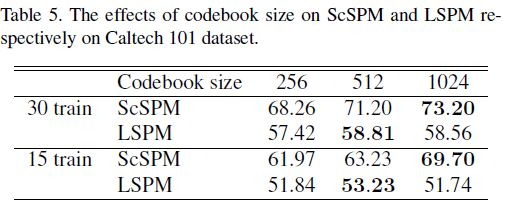 Table 5. The effects of codebook size on ScSPM and LSPM re-
spectively on Caltech 101 dataset.
Codebook size 256 512 1024
30 train ScSPM 68.26 71.20 73.20
LSPM 57.42 58.81 58.56
15 train ScSPM 61.97 63.23 69.70
LSPM 51.84 53.23 51.74